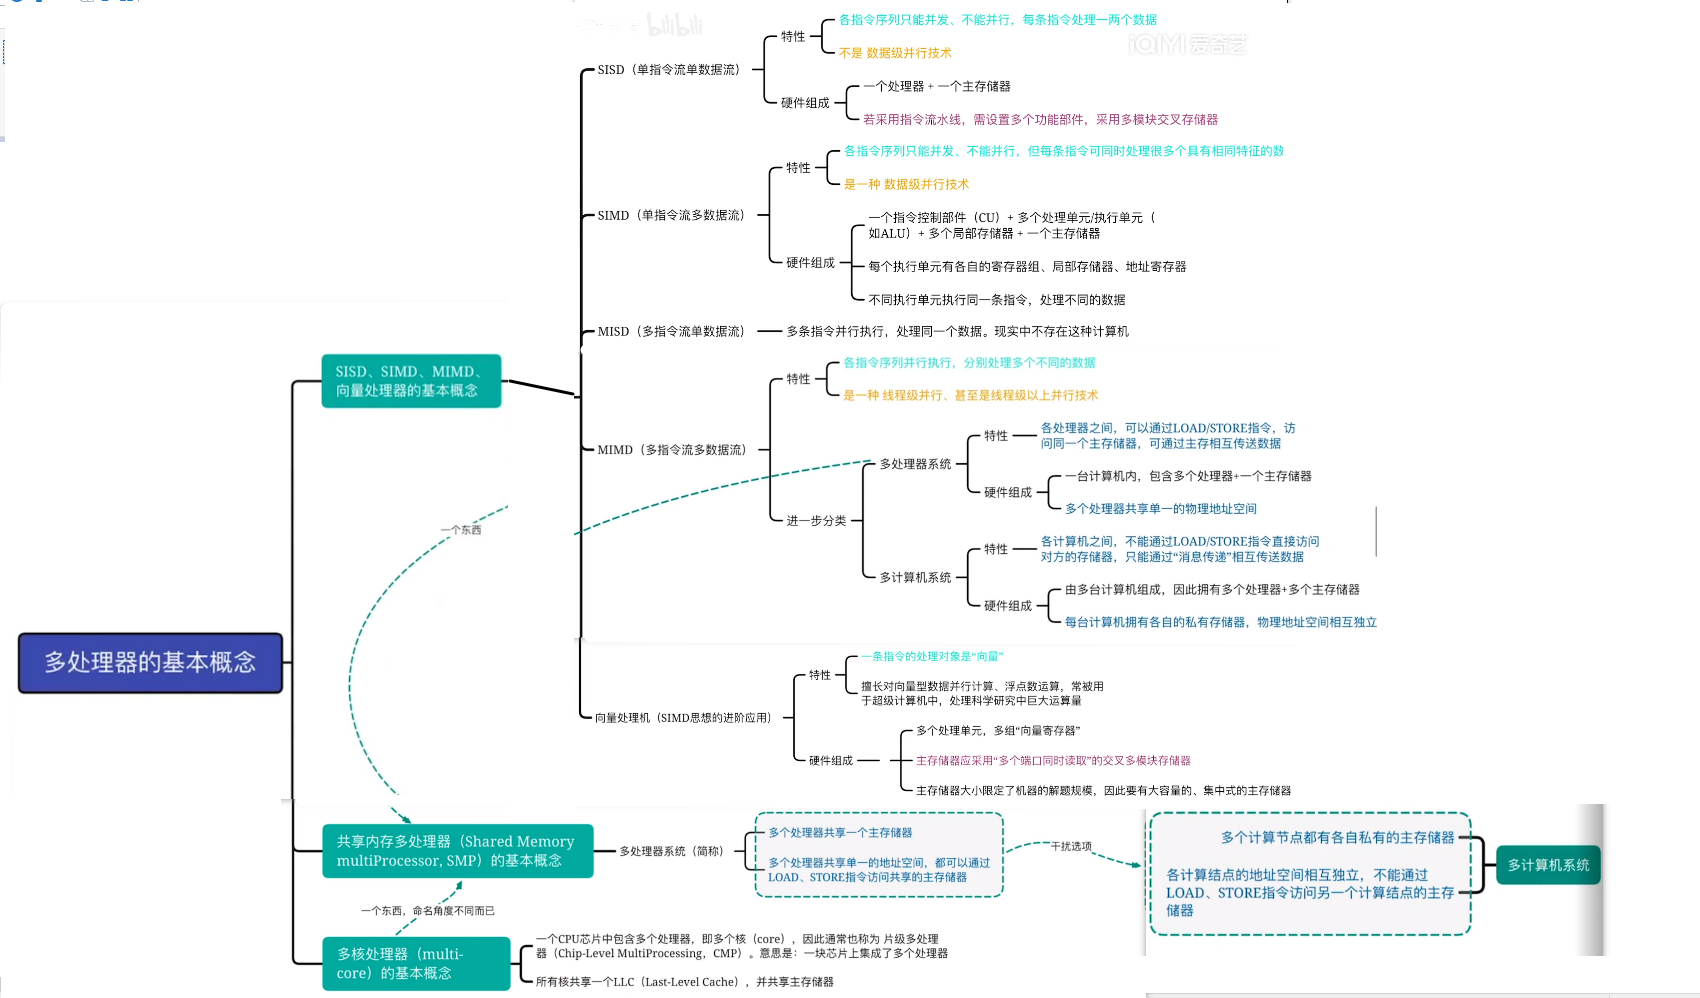 bilibili
iQIYI 爱奇艺
多处理器的基本概念
SISD、SIMD、MIMD、
向量处理器的基本概念
SISD（单指令流单数据流）
特性
各指令序列只能并发、不能并行，每条指令处理一两个数据
不是 数据级并行技术
硬件组成
一个处理器 + 一个主存储器
若采用指令流水线，需设置多个功能部件，采用多模块交叉存储器
SIMD（单指令流多数据流）
特性
各指令序列只能并发、不能并行，但每条指令可同时处理很多个具有相同特征的数
是一种 数据级并行技术
硬件组成
一个指令控制部件（CU）+ 多个处理单元/执行单元（
如ALU）+ 多个局部存储器 + 一个主存储器
每个执行单元有各自的寄存器组、局部存储器、地址寄存器
不同执行单元执行同一条指令，处理不同的数据
MISD（多指令流单数据流）
多条指令并行执行，处理同一个数据。现实中不存在这种计算机
MIMD（多指令流多数据流）
特性
各指令序列并行执行，分别处理多个不同的数据
是一种 线程级并行、甚至是线程级以上并行技术
进一步分类
多处理器系统
特性
各处理器之间，可以通过LOAD/STORE指令，访
问同一个主存储器，可通过主存相互传送数据
硬件组成
一台计算机内，包含多个处理器+一个主存储器
多个处理器共享单一的物理地址空间
多计算机系统
特性
各计算机之间，不能通过LOAD/STORE指令直接访问
对方的存储器，只能通过“消息传递”相互传送数据
硬件组成
由多台计算机组成，因此拥有多个处理器+多个主存储器
每台计算机拥有各自的私有存储器，物理地址空间相互独立
向量处理机（SIMD思想的进阶应用）
特性
一条指令的处理对象是“向量”
擅长对向量型数据并行计算、浮点数运算，常被用
于超级计算机中，处理科学研究中巨大运算量
硬件组成
多个处理单元，多组“向量寄存器”
主存储器应采用“多个端口同时读取”的交叉多模块存储器
主存储器大小限定了机器的解题规模，因此要有大容量的、集中式的主存储器
一个东西
共享内存多处理器（Shared Memory
multiProcessor, SMP）的基本概念
多处理器系统（简称）
多个处理器共享一个主存储器
多个处理器共享单一的地址空间，都可以通过
LOAD、STORE指令访问共享的主存储器
干扰选项
多个计算节点都有各自私有的主存储器
各计算结点的地址空间相互独立，不能通过
LOAD、STORE指令访问另一个计算结点的主存
储器
多计算机系统
一个东西，命名角度不同而已
多核处理器（multi-
core）的基本概念
一个CPU芯片中包含多个处理器，即多个核（core），因此通常也称为 片级多处理
器（Chip-Level MultiProcessing，CMP）。意思是：一块芯片上集成了多个处理器
所有核共享一个LLC（Last-Level Cache），并共享主存储器